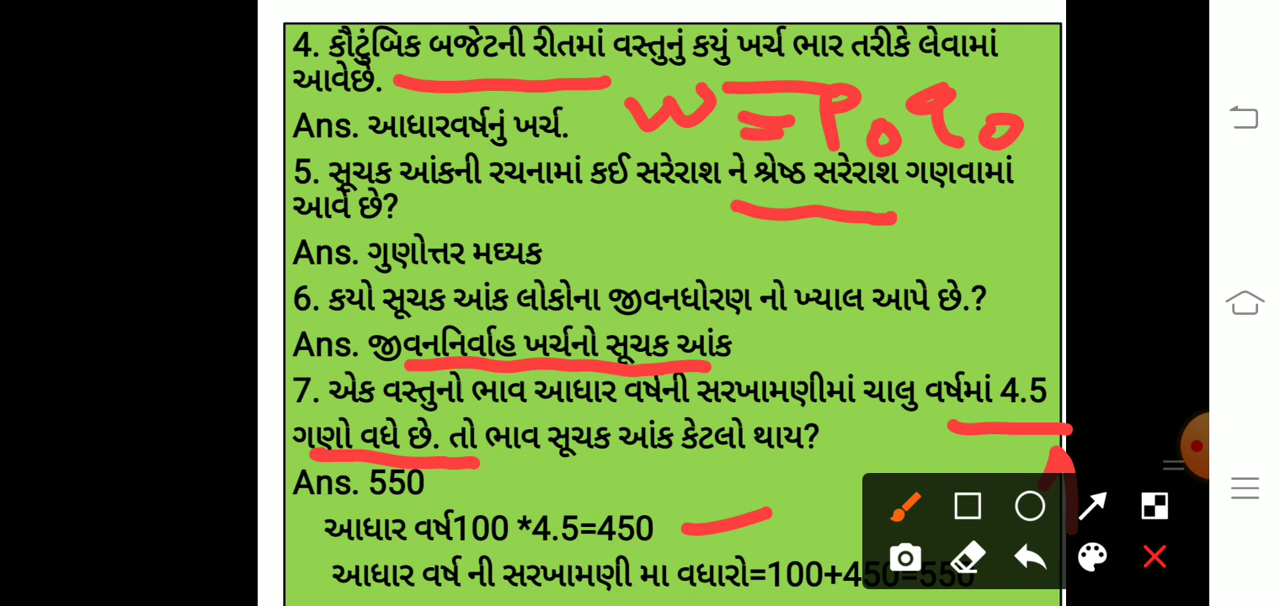 4. કૌટુંબિક બજેટની રીતમાં વસ્તુનું કયું ખર્ચ ભાર તરીકે લેવામાં
આવેછે.
W = P₀ q₀
Ans. આધારવર્ષનું ખર્ચ.
5. સૂચક આંકની રચનામાં કઈ સરેરાશ ને શ્રેષ્ઠ સરેરાશ ગણવામાં
આવે છે?
Ans. ગુણોત્તર મઘ્યક
6. કયો સૂચક આંક લોકોના જીવનધોરણ નો ખ્યાલ આપે છે.?
Ans. જીવનનિર્વાહ ખર્ચનો સૂચક આંક
7. એક વસ્તુનો ભાવ આધાર વર્ષની સરખામણીમાં ચાલુ વર્ષમાં 4.5
ગણો વધે છે. તો ભાવ સૂચક આંક કેટલો થાય?
Ans. 550
આધાર વર્ષ100 *4.5=450
આધાર વર્ષ ની સરખામણી મા વધારો=100+450=550